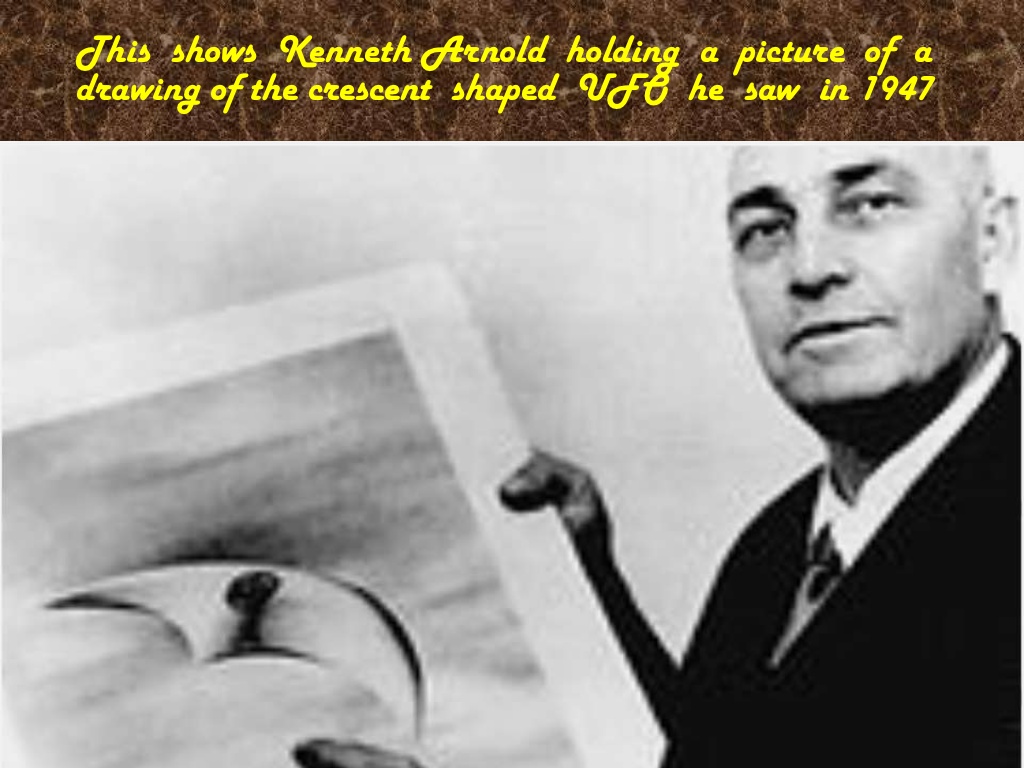 This shows Kenneth Arnold holding a picture of a
drawing of the crescent shaped UFO he saw in 1947